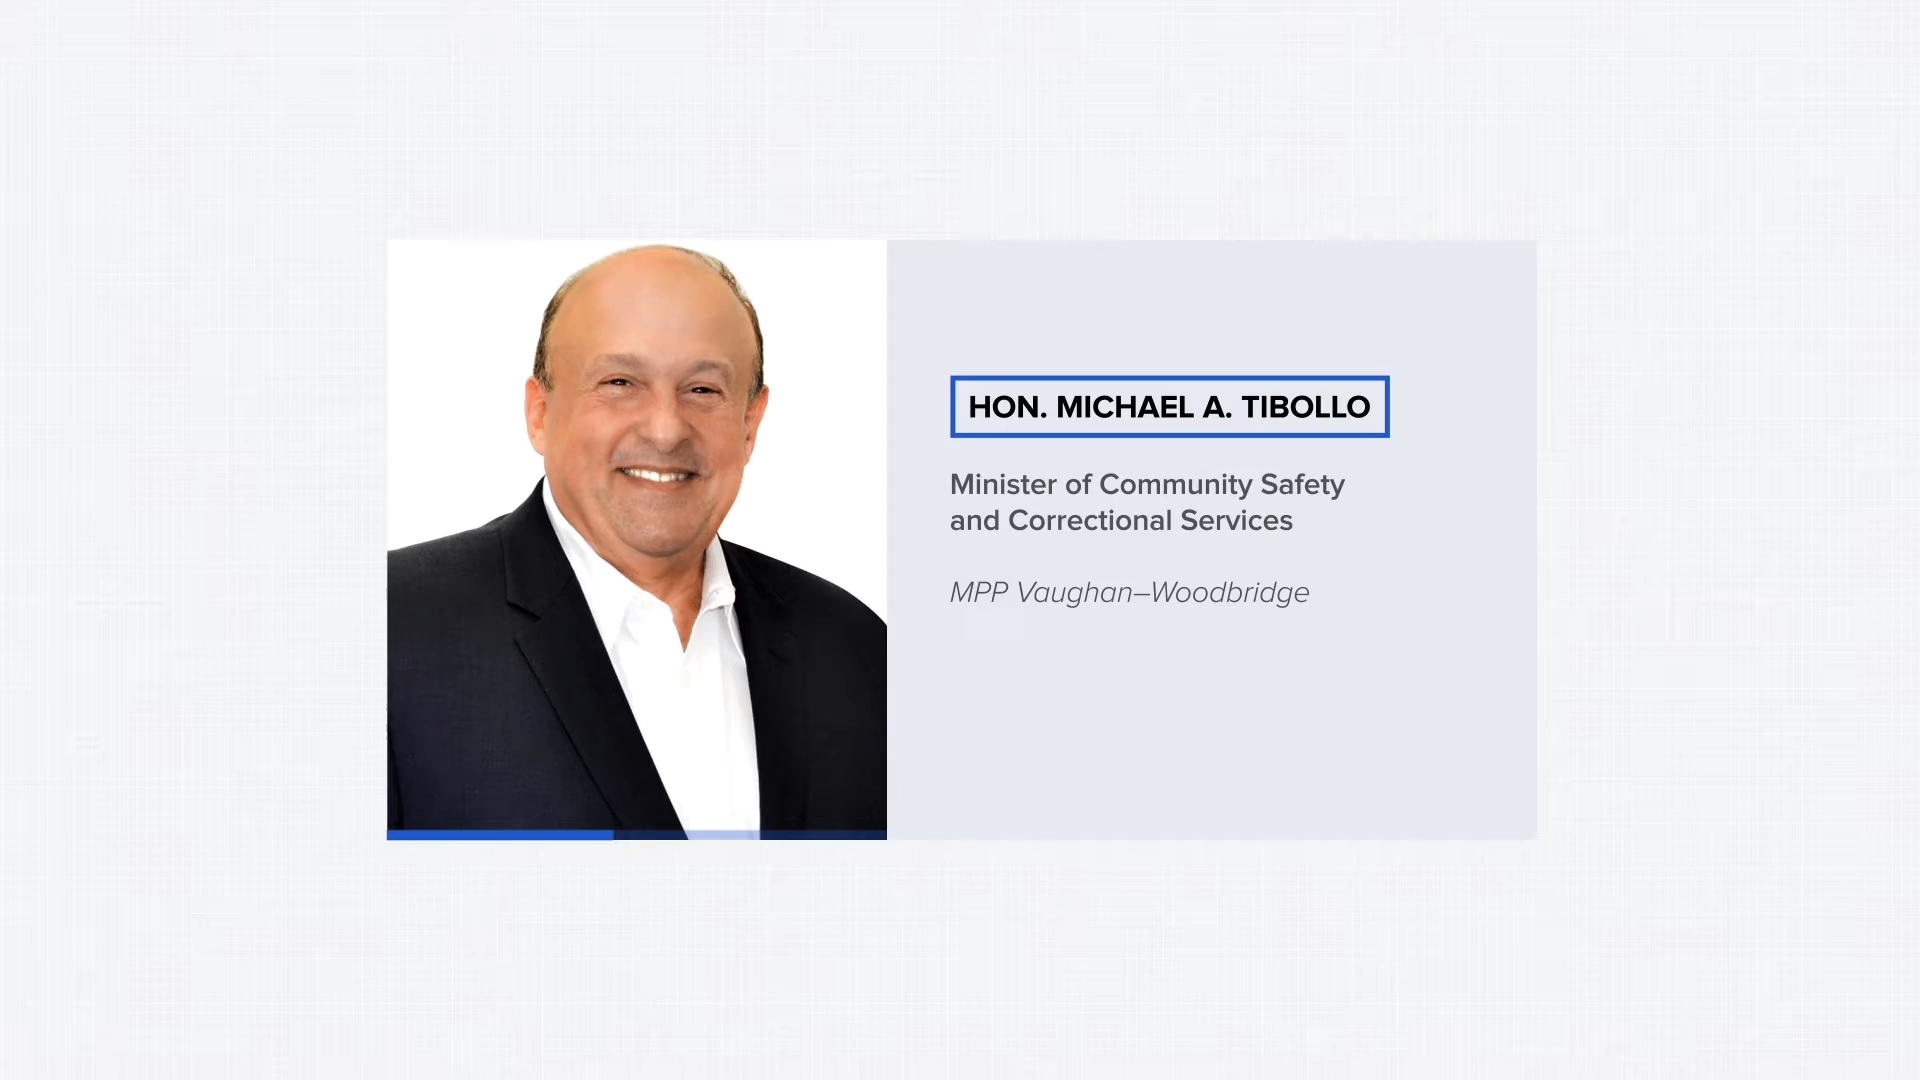 HON. MICHAEL A. TIBOLLO
Minister of Community Safety
and Correctional Services
MPP Vaughan–Woodbridge